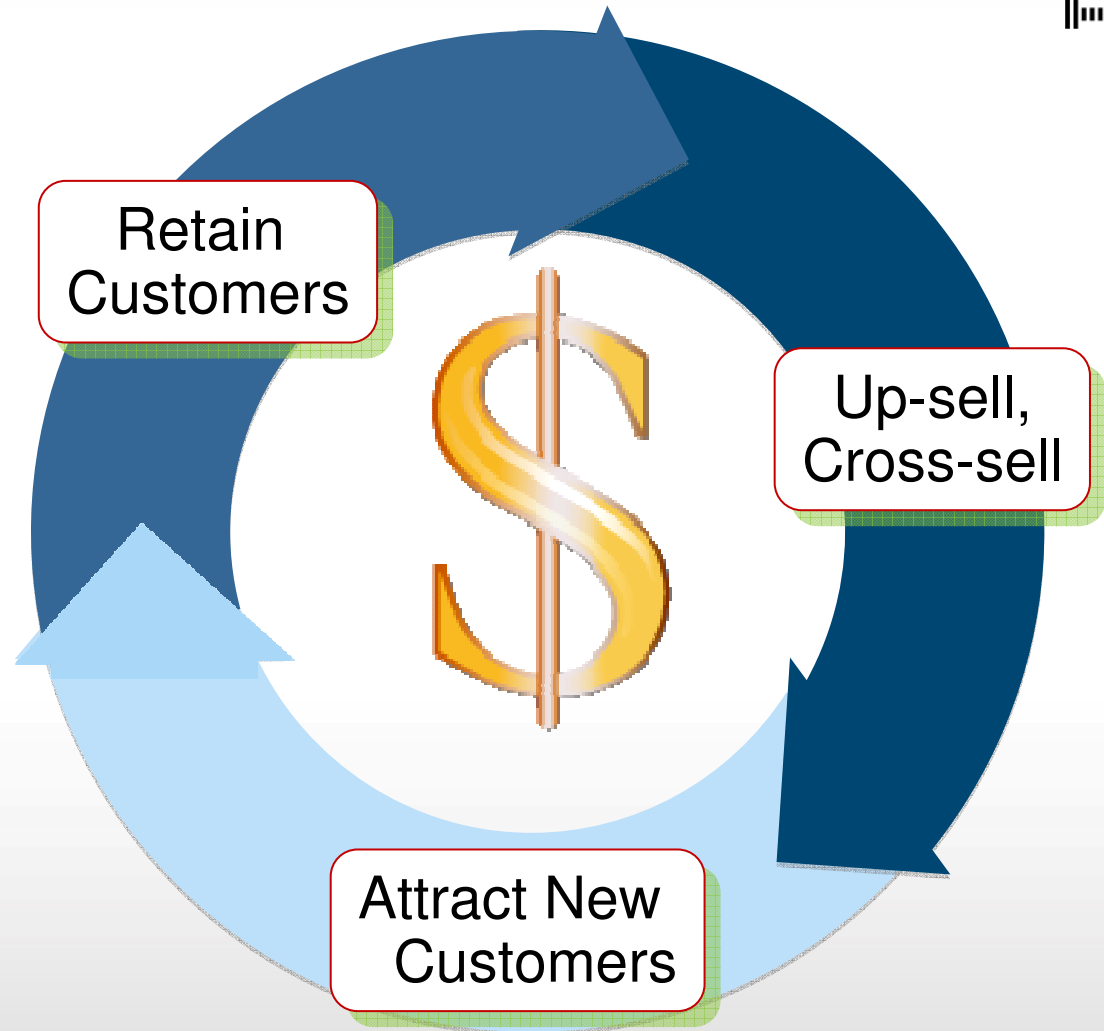 Retain
Customers
Up-sell,
Cross-sell
Attract New
Customers